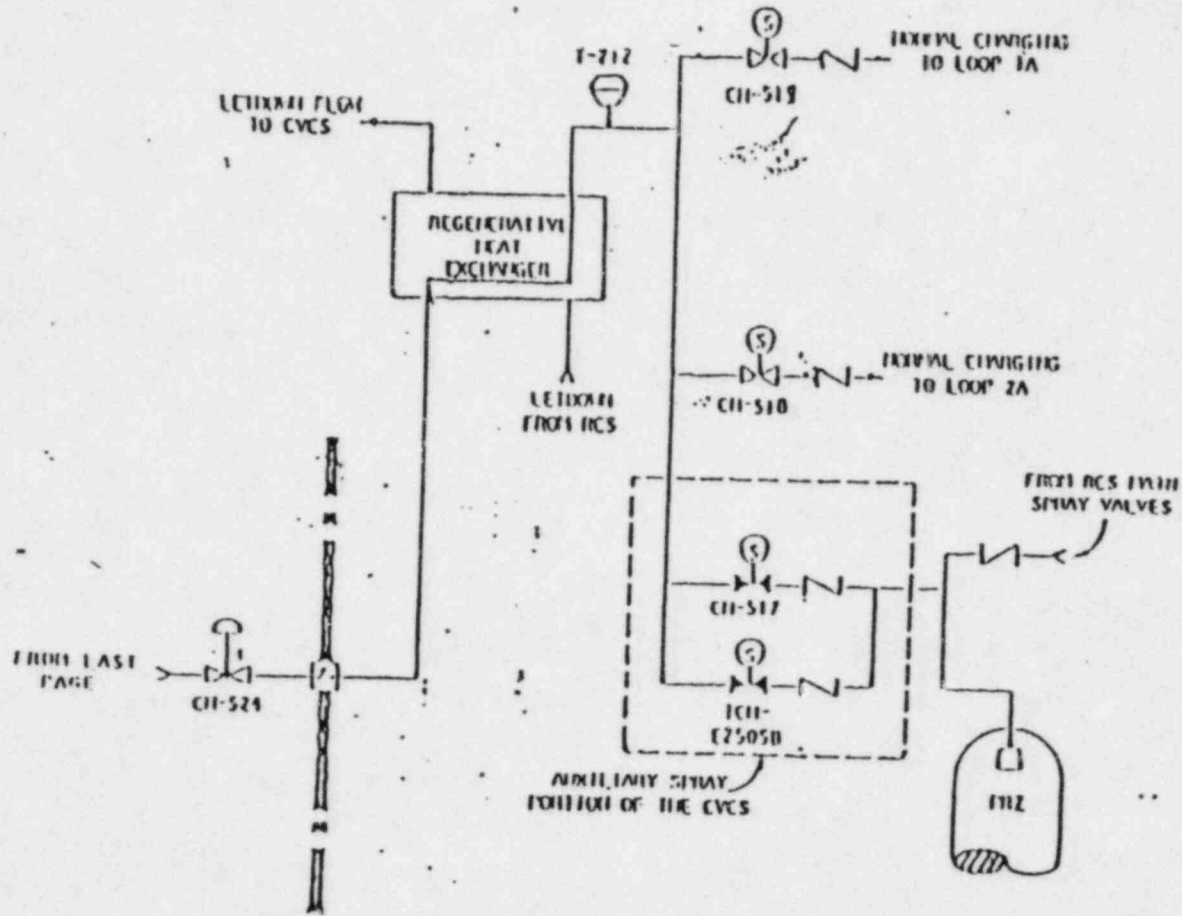 T-212
NORMAL CHARGING
TO LOOP 1A
CH-519
LETDOWN FLOW
TO CVCS
REGENERATIVE
HEAT
EXCHANGER
LETDOWN
FROM RCS
NORMAL CHARGING
TO LOOP 2A
CH-518
S
S
FROM RCS MAIN
SPRAY VALVES
S
CH-517
S
E2505B
FROM LAST
PAGE
CH-524
AUXILIARY SPRAY
PORTION OF THE CVCS
PRZ